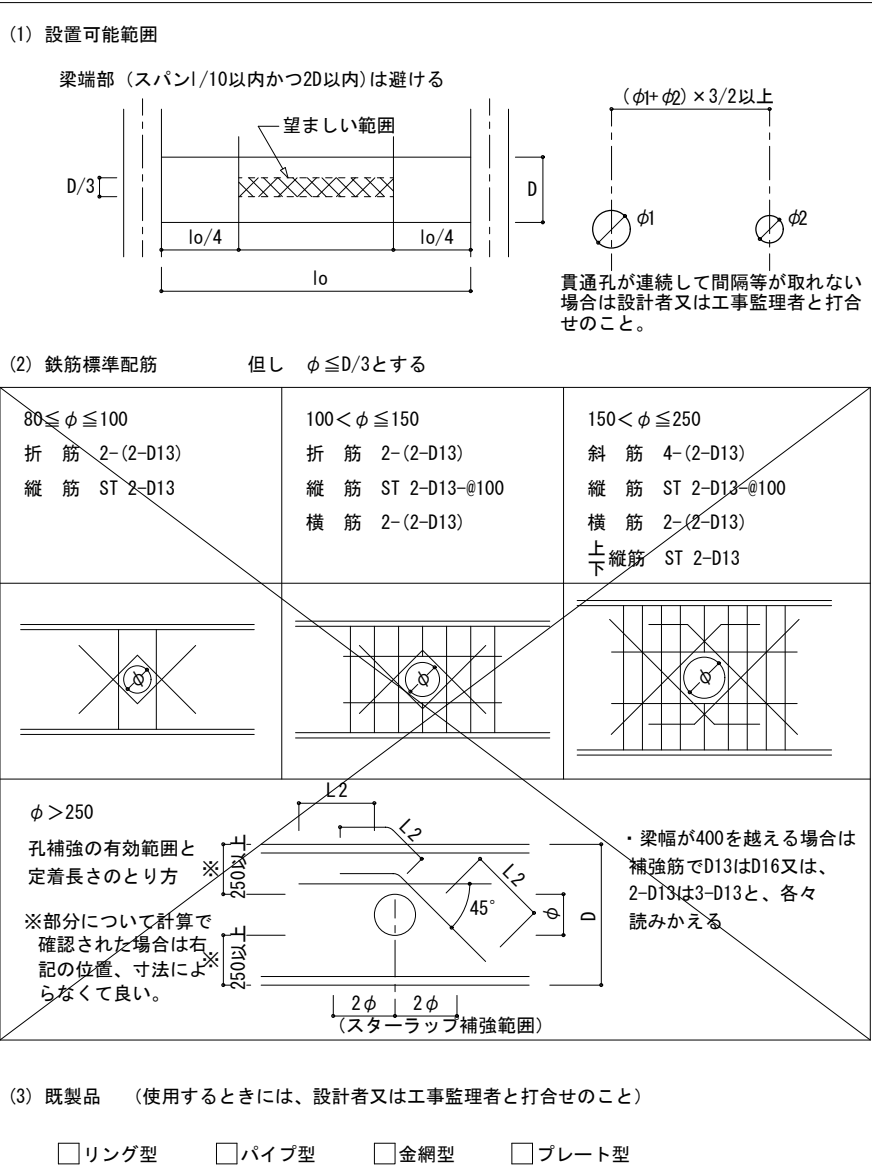 (1) 設置可能範囲
梁端部（スパンl/10以内かつ2D以内）は避ける
望ましい範囲
D/3
D
lo/4
lo/4
lo
(φ1+φ2)×3/2以上
φ1
φ2
貫通孔が連続して間隔等が取れない
場合は設計者又は工事監理者と打合
せのこと。
(2) 鉄筋標準配筋　但し　φ≦D/3とする
80≦φ≦100
折　筋　2-(2-D13)
縦　筋　ST 2-D13
100＜φ≦150
折　筋　2-(2-D13)
縦　筋　ST 2-D13-@100
横　筋　2-(2-D13)
150＜φ≦250
斜　筋　4-(2-D13)
縦　筋　ST 2-D13-@100
横　筋　2-(2-D13)
上下縦筋　ST 2-D13
φ
φ
φ
φ＞250
孔補強の有効範囲と
定着長さのとり方
※部分について計算で
確認された場合は右
記の位置、寸法によ
らなくて良い。
L2
L2
L2
※
250以上
※
250以上
45°
φ
D
2φ
2φ
(スターラップ補強範囲)
・梁幅が400を越える場合は
補強筋でD13はD16又は、
2-D13は3-D13と、各々
読みかえる
(3) 既製品　（使用するときには、設計者又は工事監理者と打合せのこと）
□リング型　□パイプ型　□金網型　□プレート型